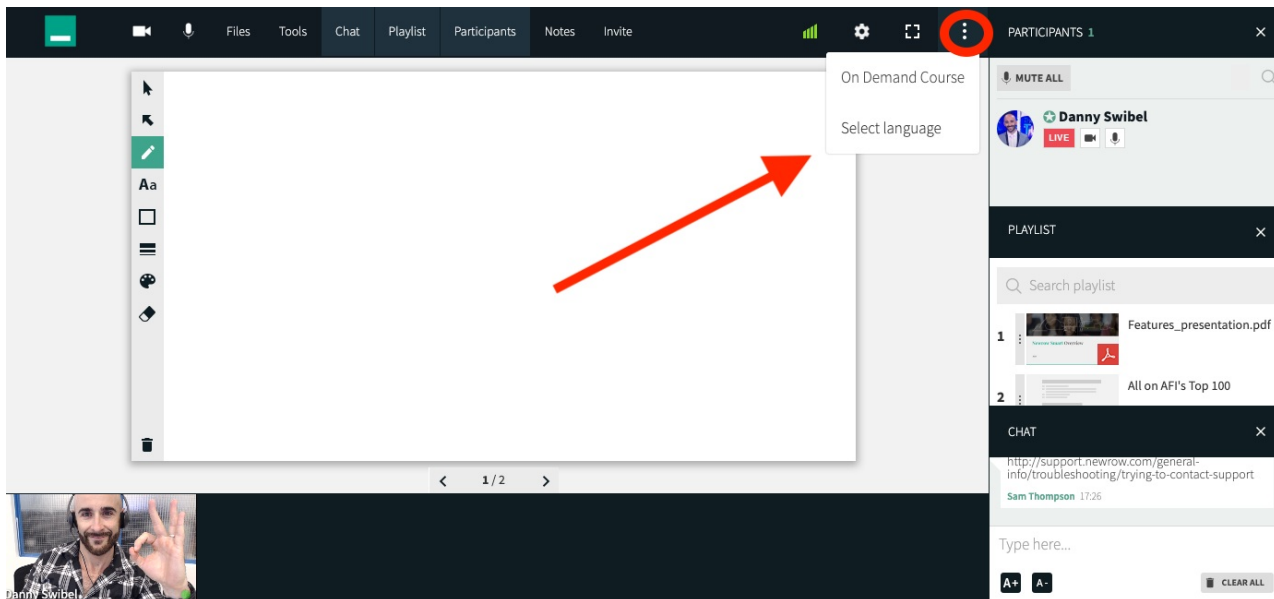 Files Tools Chat Playlist Participants Notes Invite
On Demand Course
Select language
Aa
1/2
Danny Swibel
PARTICIPANTS 1
MUTE ALL
Danny Swibel
LIVE
PLAYLIST
Search playlist
1
Features_presentation.pdf
2
All on AFI's Top 100
CHAT
http://support.newrow.com/general-
info/troubleshooting/trying-to-contact-support
Sam Thompson 17:26
Type here...
A+ A-
CLEAR ALL